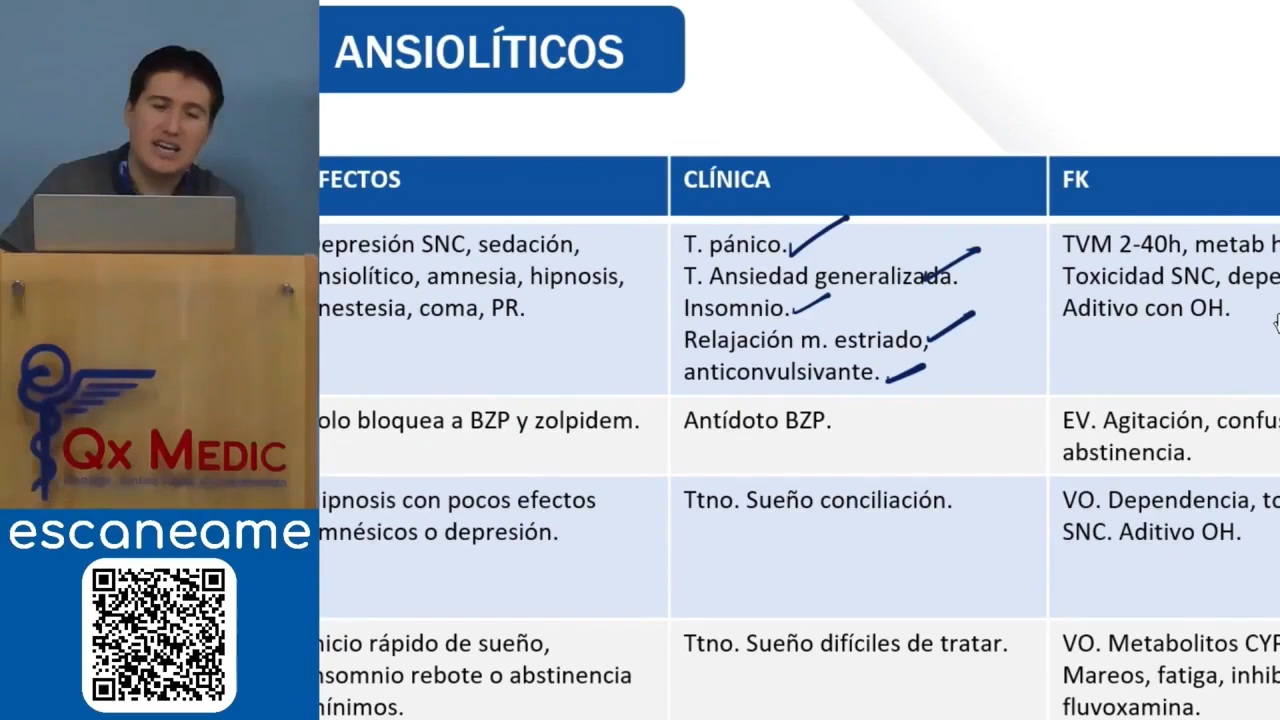 ANSIOLÍTICOS
FECTOS
CLÍNICA
FK
epresión SNC, sedación,
nsiolítico, amnesia, hipnosis,
nestesia, coma, PR.
T. pánico.
T. Ansiedad generalizada.
Insomnio.
Relajación m. estriado,
anticonvulsivante.
TVM 2-40h, metab h
Toxicidad SNC, depe
Aditivo con OH.
olo bloquea a BZP y zolpidem.
Antídoto BZP.
EV. Agitación, confus
abstinencia.
ipnosis con pocos efectos
mnésicos o depresión.
Ttno. Sueño conciliación.
VO. Dependencia, to
SNC. Aditivo OH.
nicio rápido de sueño,
nsomnio rebote o abstinencia
mínimos.
Ttno. Sueño difíciles de tratar.
VO. Metabolitos CYP
Mareos, fatiga, inhib
fluvoxamina.
Qx MEDIC
escaneame